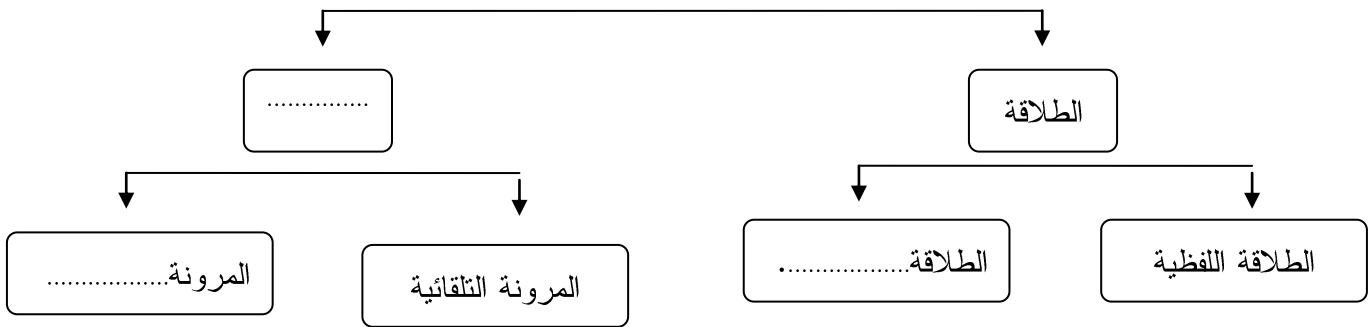 الطلاقة
...............
الطلاقة اللفظية
الطلاقة...................
المرونة التلقائية
المرونة..................